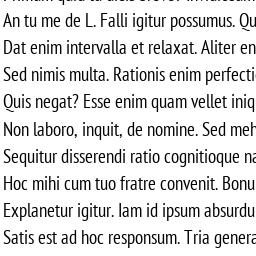 An tu me de L. Falli igitur possumus. Qu
Dat enim intervalla et relaxat. Aliter en
Sed nimis multa. Rationis enim perfecti
Quis negat? Esse enim quam vellet iniq
Non laboro, inquit, de nomine. Sed meh
Sequitur disserendi ratio cognitioque na
Hoc mihi cum tuo fratre convenit. Bonu
Explanetur igitur. Iam id ipsum absurdu
Satis est ad hoc responsum. Tria genera